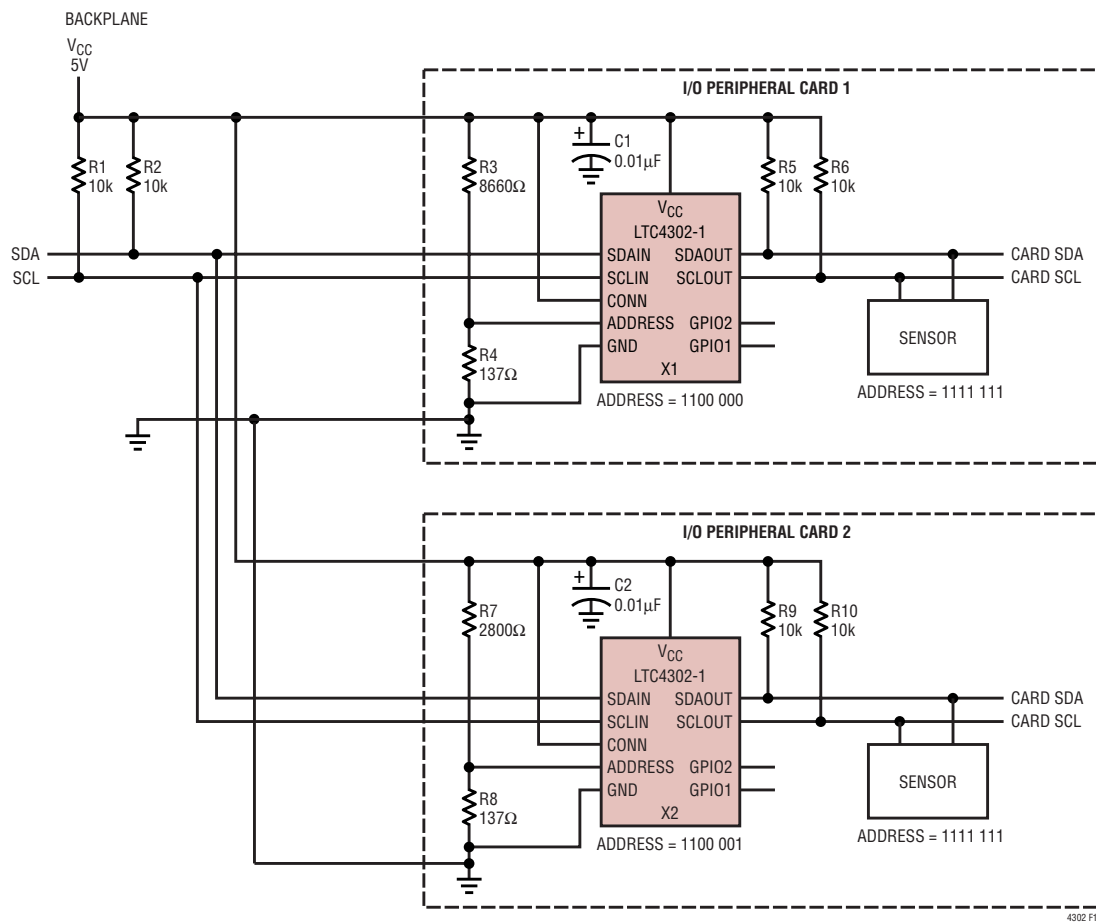 BACKPLANE
VCC
5V
I/O PERIPHERAL CARD 1
R1
10k
R2
10k
R3
8660Ω
+
C1
0.01µF
R5
10k
R6
10k
VCC
LTC4302-1
SDA
SCL
SDAIN
SDAOUT
CARD SDA
SCLIN
SCLOUT
CARD SCL
CONN
ADDRESS
GPIO2
GND
GPIO1
SENSOR
R4
137Ω
X1
ADDRESS = 1100 000
ADDRESS = 1111 111
I/O PERIPHERAL CARD 2
R7
2800Ω
+
C2
0.01µF
R9
10k
R10
10k
VCC
LTC4302-1
SDAIN
SDAOUT
CARD SDA
SCLIN
SCLOUT
CARD SCL
CONN
ADDRESS
GPIO2
GND
GPIO1
SENSOR
R8
137Ω
X2
ADDRESS = 1100 001
ADDRESS = 1111 111